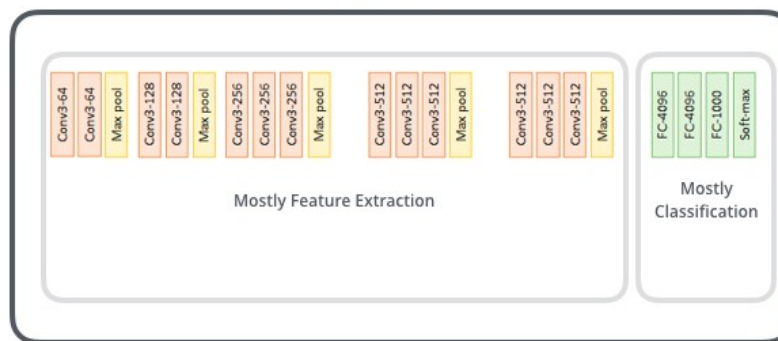 Conv3-64
Conv3-64
Max pool
Conv3-128
Conv3-128
Max pool
Conv3-256
Conv3-256
Conv3-256
Max pool
Conv3-512
Conv3-512
Conv3-512
Max pool
Conv3-512
Conv3-512
Conv3-512
Max pool
Mostly Feature Extraction
FC-4096
FC-4096
FC-1000
Soft-max
Mostly
Classification